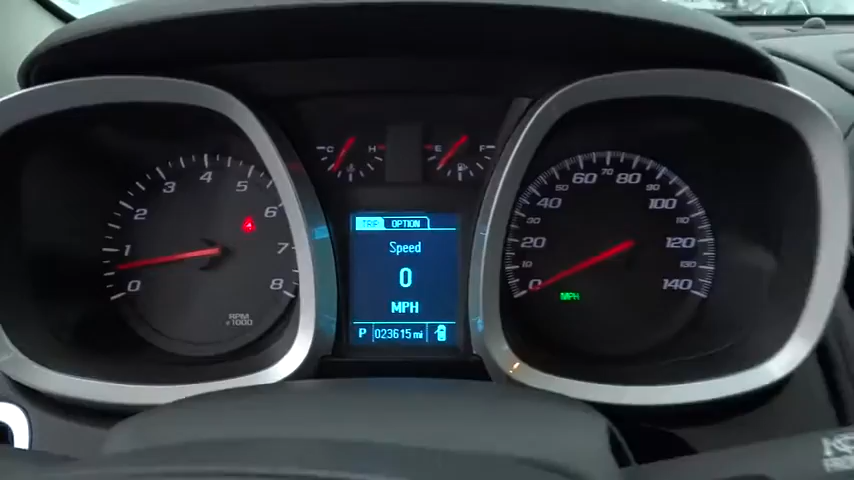 C H E F
0 1 2 3 4 5 6 7 8
RPM
x1000
TRIP OPTION
Speed
0
MPH
P 023615 mi
0 10 20 30 40 50 60 70 80 90 100 110 120 130 140
MPH